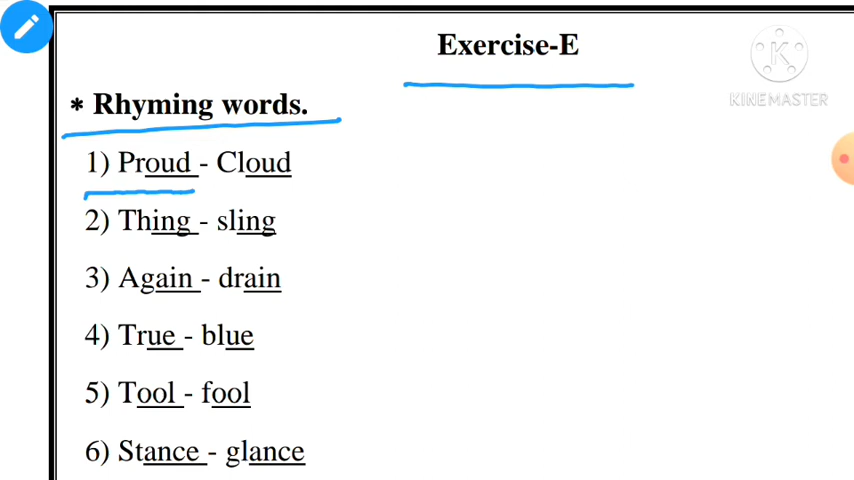 Exercise-E
K
KINEMASTER
* Rhyming words.
1) Proud - Cloud
2) Thing - sling
3) Again - drain
4) True - blue
5) Tool - fool
6) Stance - glance